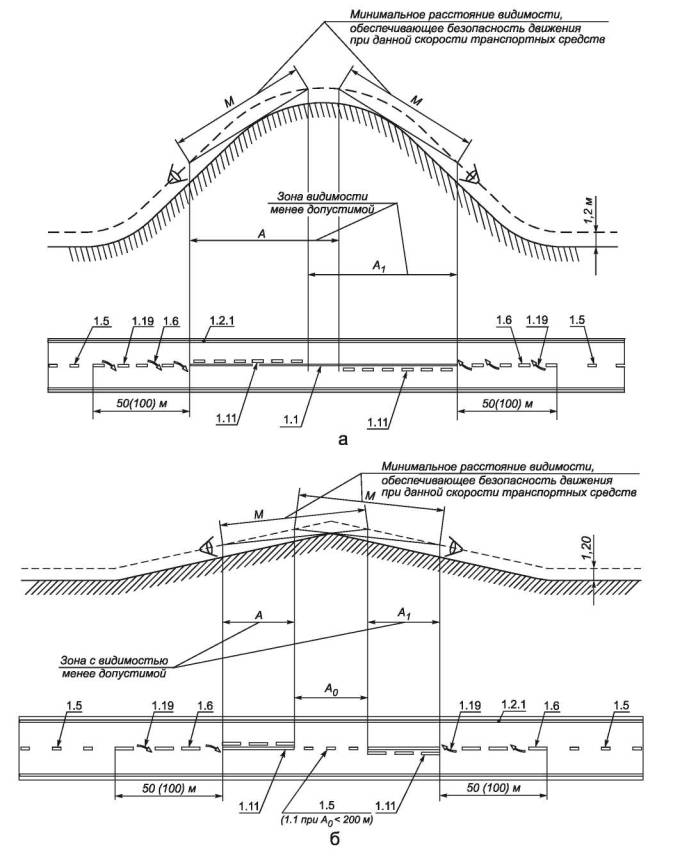 Минимальное расстояние видимости,
обеспечивающее безопасность движения
при данной скорости транспортных средств
М
М
Зона видимости
менее допустимой
1,2 м
А
А1
1.5
1.19
1.6
1.2.1
1.6
1.19
1.5
50(100) м
1.11
1.1
1.11
50(100) м
а
Минимальное расстояние видимости,
обеспечивающее безопасность движения
при данной скорости транспортных средств
М
М
1,20
А
А1
Зона с видимостью
менее допустимой
А0
1.5
1.19
1.6
1.19
1.2.1
1.6
1.5
50 (100) м
1.11
1.5
(1.1 при А0 < 200 м)
1.11
50 (100) м
б